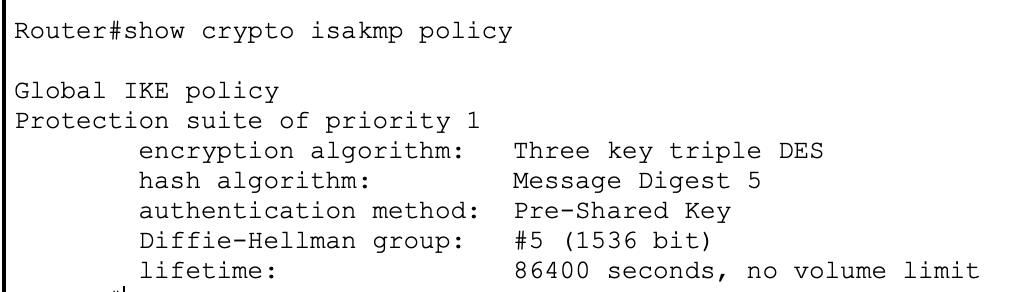 Router#show crypto isakmp policy
Global IKE policy
Protection suite of priority 1
encryption algorithm: Three key triple DES
hash algorithm: Message Digest 5
authentication method: Pre-Shared Key
Diffie-Hellman group: #5 (1536 bit)
lifetime: 86400 seconds, no volume limit